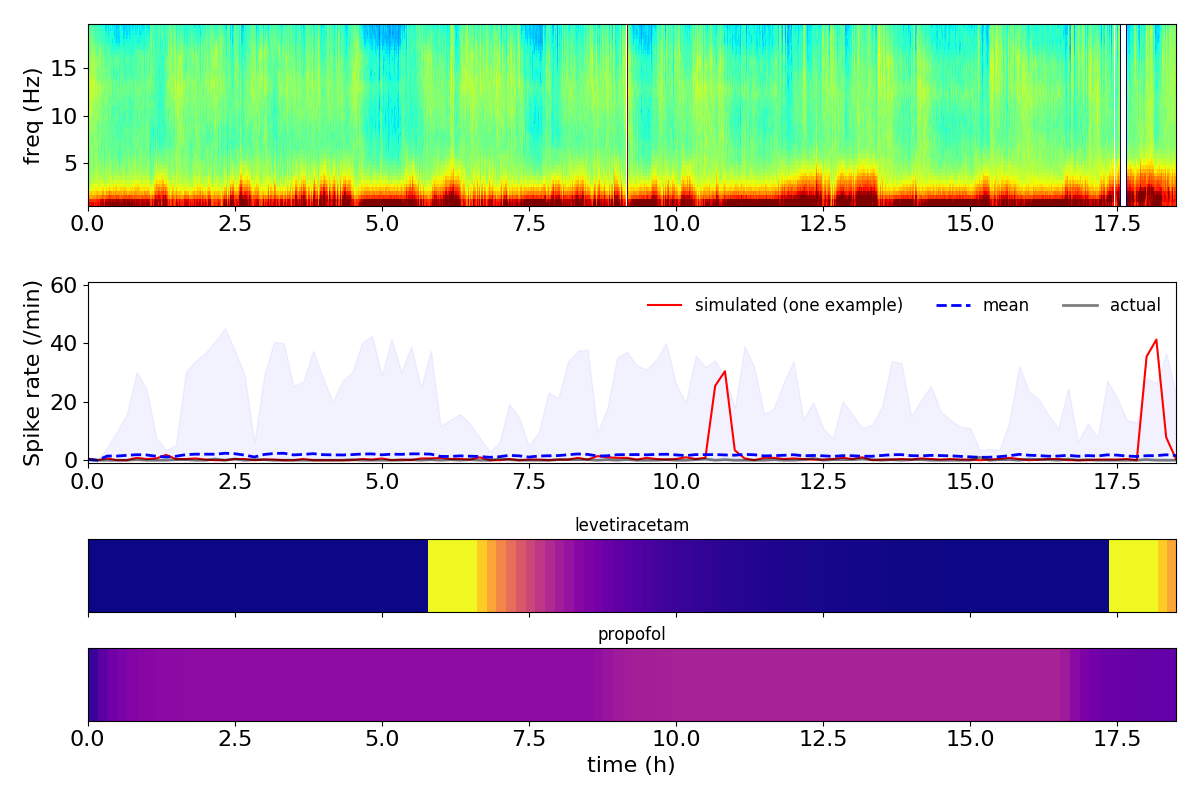 freq (Hz)
15
10
5
0.0 2.5 5.0 7.5 10.0 12.5 15.0 17.5
Spike rate (/min)
60
40
20
0
simulated (one example) mean actual
0.0 2.5 5.0 7.5 10.0 12.5 15.0 17.5
levetiracetam
propofol
0.0 2.5 5.0 7.5 10.0 12.5 15.0 17.5
time (h)